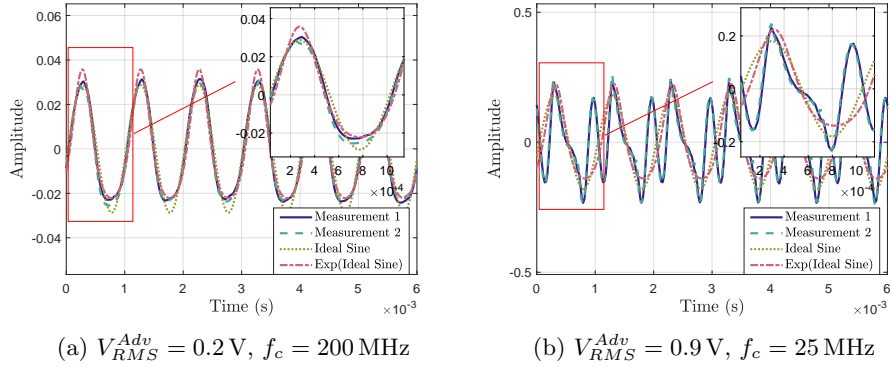 0.06
0.04
0.02
0
-0.02
-0.04
Amplitude
0 1 2 3 4 5 6
Time (s)
×10⁻³
0.04
0.02
0
-0.02
2 4 6 8 10
×10⁻⁴
Measurement 1
Measurement 2
Ideal Sine
Exp(Ideal Sine)
(a) V_{RMS}^{Adv} = 0.2 V, f_c = 200 MHz
0.5
0
-0.5
Amplitude
0 1 2 3 4 5 6
Time (s)
×10⁻³
0.2
0
-0.2
2 4 6 8 10
×10⁻⁴
Measurement 1
Measurement 2
Ideal Sine
Exp(Ideal Sine)
(b) V_{RMS}^{Adv} = 0.9 V, f_c = 25 MHz